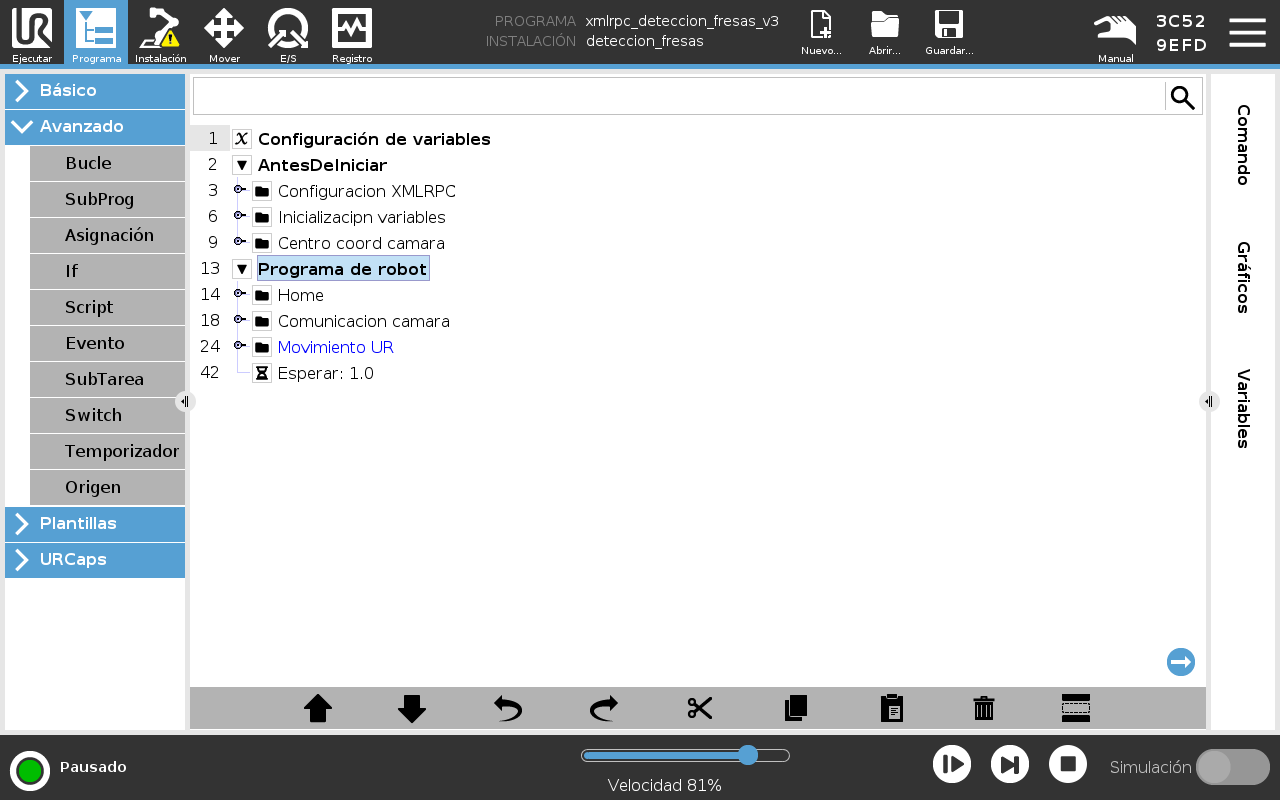 UR
PROGRAMA xmlrpc_deteccion_fresas_v3
INSTALACIÓN deteccion_fresas
3C52
9EFD
Ejecutar Programa Instalación Mover E/S Registro Nuevo... Abrir... Guardar... Manual
Básico
Avanzado
Bucle
SubProg
Asignación
If
Script
Evento
SubTarea
Switch
Temporizador
Origen
Plantillas
URCaps
1 x Configuración de variables
2 AntesDeIniciar
3 Configuracion XMLRPC
6 Inicializacipn variables
9 Centro coord camara
13 Programa de robot
14 Home
18 Comunicacion camara
24 Movimiento UR
42 Esperar: 1.0
Comando
Gráficos
Variables
Pausado
Velocidad 81%
Simulación